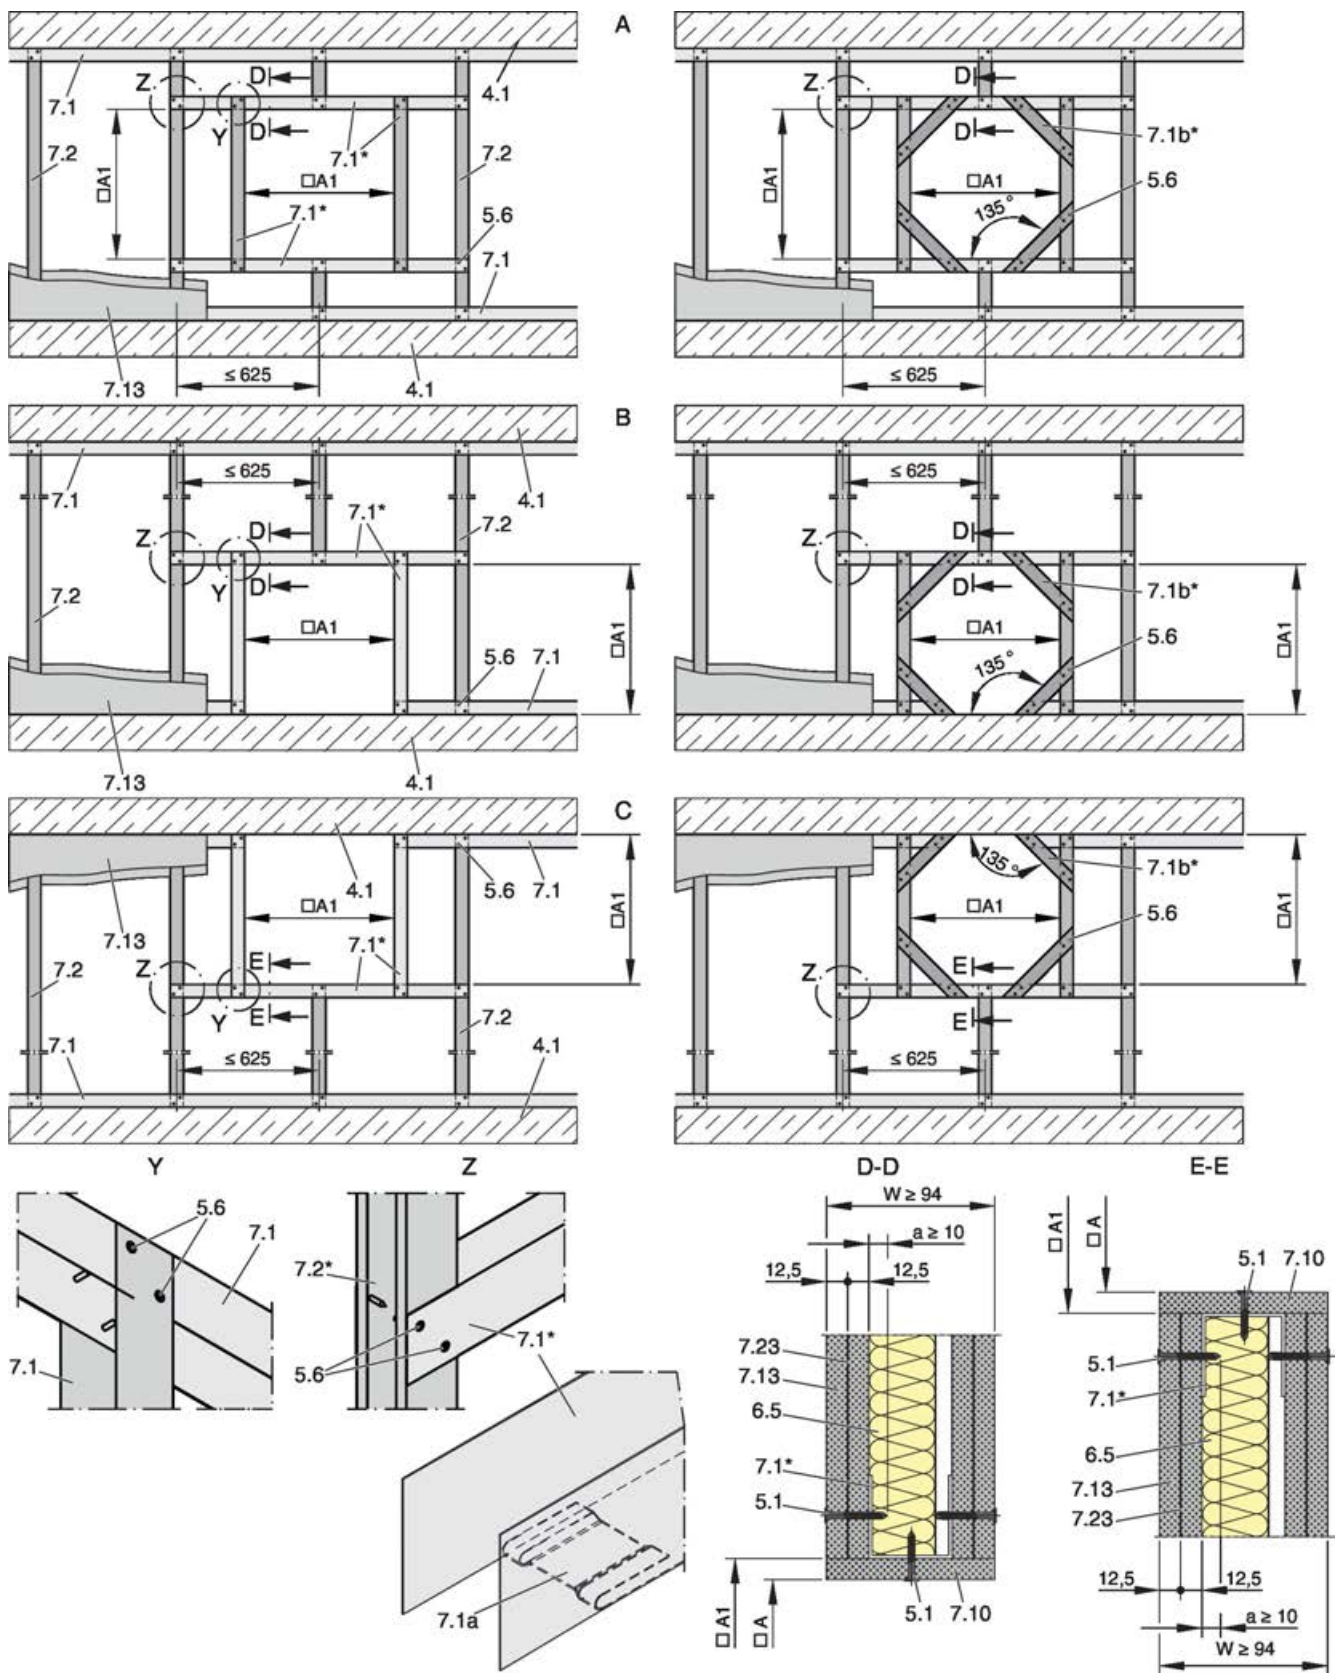 A
D
Z
4.1
7.1
D
Y
7.1*
7.2
□A1
□A1
7.2
7.1*
5.6
7.1
≤ 625
7.13
4.1
D
Z
D
7.1b*
□A1
□A1
5.6
135°
≤ 625
B
≤ 625
7.1
4.1
7.1*
D
7.2
Z
Y
D
7.2
□A1
□A1
5.6
7.1
7.13
4.1
≤ 625
D
Z
D
7.1b*
□A1
5.6
135°
□A1
C
4.1
5.6
7.1
□A1
□A1
7.13
7.1*
E
Z
7.2
Y
E
7.2
7.1
≤ 625
4.1
135°
7.1b*
□A1
5.6
□A1
E
Z
E
≤ 625
Y
5.6
7.1
7.1
Z
7.2*
7.1*
5.6
7.1a
D-D
W ≥ 94
a ≥ 10
12,5
12,5
7.23
7.13
6.5
7.1*
5.1
□A1
□A
5.1
7.10
E-E
□A1
□A
5.1
7.10
5.1
7.1*
6.5
7.13
7.23
12,5
12,5
a ≥ 10
W ≥ 94